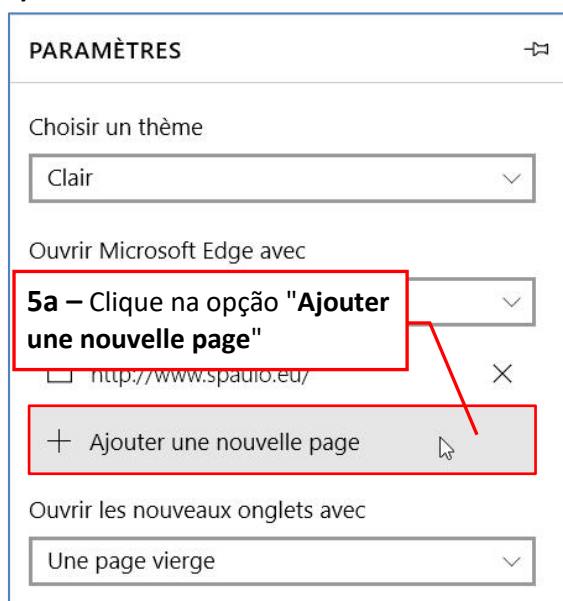 PARAMÈTRES
Choisir un thème
Clair
Ouvrir Microsoft Edge avec
5a – Clique na opção "Ajouter
une nouvelle page"
http://www.spaulo.eu/
+ Ajouter une nouvelle page
Ouvrir les nouveaux onglets avec
Une page vierge